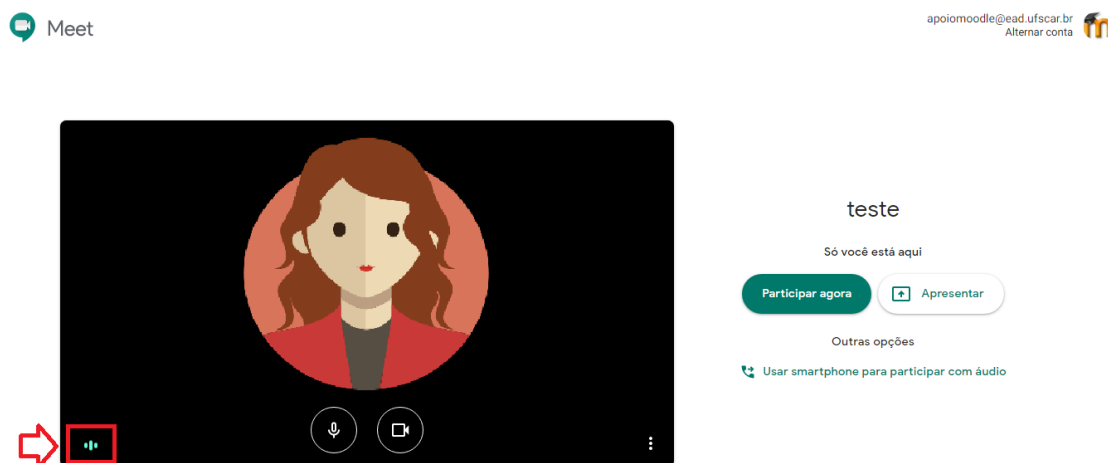 Meet
apoiomoodle@ead.ufscar.br
Alternar conta
teste
Só você está aqui
Participar agora
Apresentar
Outras opções
Usar smartphone para participar com áudio